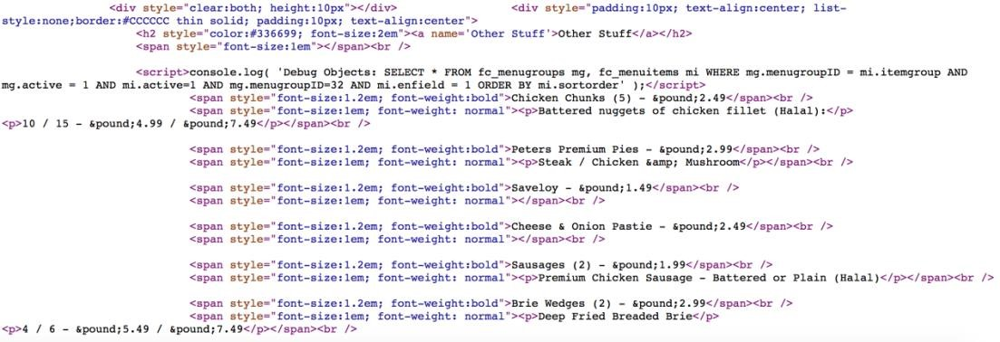 <div style="clear:both; height:10px"></div> <div style="padding:10px; text-align:center; list-
style:none;border:#CCCCCC thin solid; padding:10px; text-align:center">
<h2 style="color:#336699; font-size:2em"><a name='Other Stuff'>Other Stuff</a></h2>
<span style="font-size:1em"></span><br />
<script>console.log( 'Debug Objects: SELECT * FROM fc_menugroups mg, fc_menuitems mi WHERE mg.menugroupID = mi.itemgroup AND
mg.active = 1 AND mi.active=1 AND mg.menugroupID=32 AND mi.enfield = 1 ORDER BY mi.sortorder' );</script>
<span style="font-size:1.2em; font-weight:bold">Chicken Chunks (5) - &pound;2.49</span><br />
<span style="font-size:1em; font-weight: normal"><p>Battered nuggets of chicken fillet (Halal):</p>
<p>10 / 15 - &pound;4.99 / &pound;7.49</p></span><br />
<span style="font-size:1.2em; font-weight:bold">Peters Premium Pies - &pound;2.99</span><br />
<span style="font-size:1em; font-weight: normal"><p>Steak / Chicken &amp; Mushroom</p></span><br />
<span style="font-size:1.2em; font-weight:bold">Saveloy - &pound;1.49</span><br />
<span style="font-size:1em; font-weight: normal"></span><br />
<span style="font-size:1.2em; font-weight:bold">Cheese & Onion Pastie - &pound;2.49</span><br />
<span style="font-size:1em; font-weight: normal"></span><br />
<span style="font-size:1.2em; font-weight:bold">Sausages (2) - &pound;1.99</span><br />
<span style="font-size:1em; font-weight: normal"><p>Premium Chicken Sausage - Battered or Plain (Halal)</p></span><br />
<span style="font-size:1.2em; font-weight:bold">Brie Wedges (2) - &pound;2.99</span><br />
<span style="font-size:1em; font-weight: normal"><p>Deep Fried Breaded Brie</p>
<p>4 / 6 - &pound;5.49 / &pound;7.49</p></span><br />